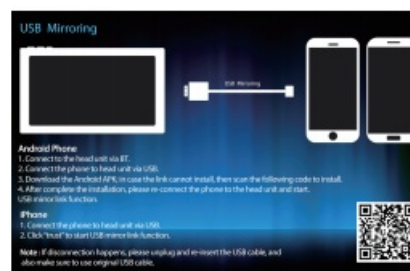 USB Mirroring
USB Mirroring
Android Phone
1. Connect to the head unit via BT.
2. Connect the phone to head unit via USB.
3. Download the Android APK, in case the link cannot install, then scan the following code to install.
4. After complete the installation, please re-connect the phone to the head unit and start.
USB mirror link function.
iPhone
1. Connect the phone to head unit via USB.
2. Click "trust" to start USB mirror link function.
Note : If disconnection happens, please unplug and re-insert the USB cable, and
also make sure to use original USB cable.